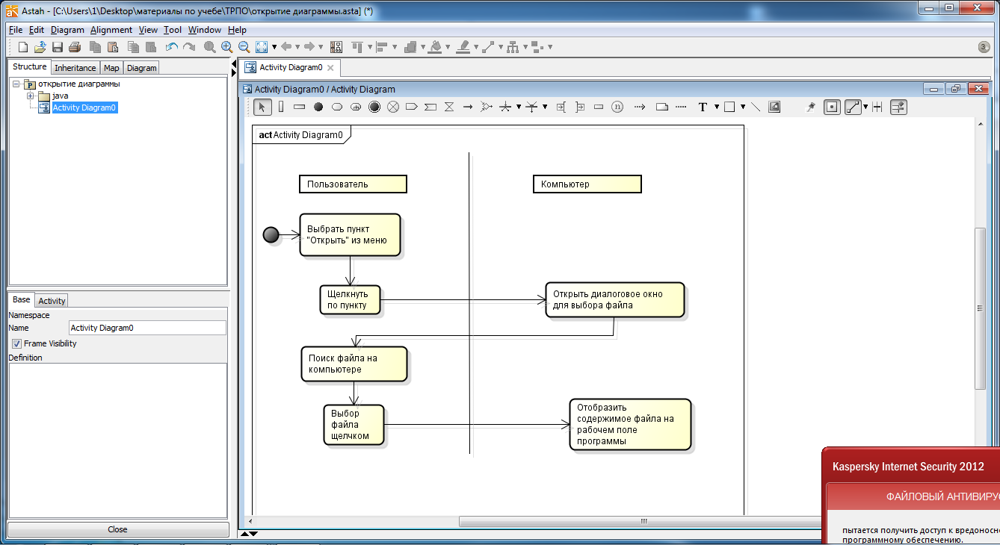 Astah - [C:\Users\1\Desktop\материалы по учебе\ТРПО\открытие диаграммы.asta] (*)
File Edit Diagram Alignment View Tool Window Help
Structure Inheritance Map Diagram
открытие диаграммы
java
Activity Diagram0
Base Activity
Namespace
Name Activity Diagram0
Frame Visibility
Definition
Close
Activity Diagram0
Activity Diagram0 / Activity Diagram
act Activity Diagram0
Пользователь
Компьютер
Выбрать пункт
"Открыть" из меню
Щелкнуть
по пункту
Открыть диалоговое окно
для выбора файла
Поиск файла на
компьютере
Выбор
файла
щелчком
Отобразить
содержимое файла на
рабочем поле
программы
Kaspersky Internet Security 2012
ФАЙЛОВЫЙ АНТИВИРУС
пытается получить доступ к вредоносн
программному обеспечению.